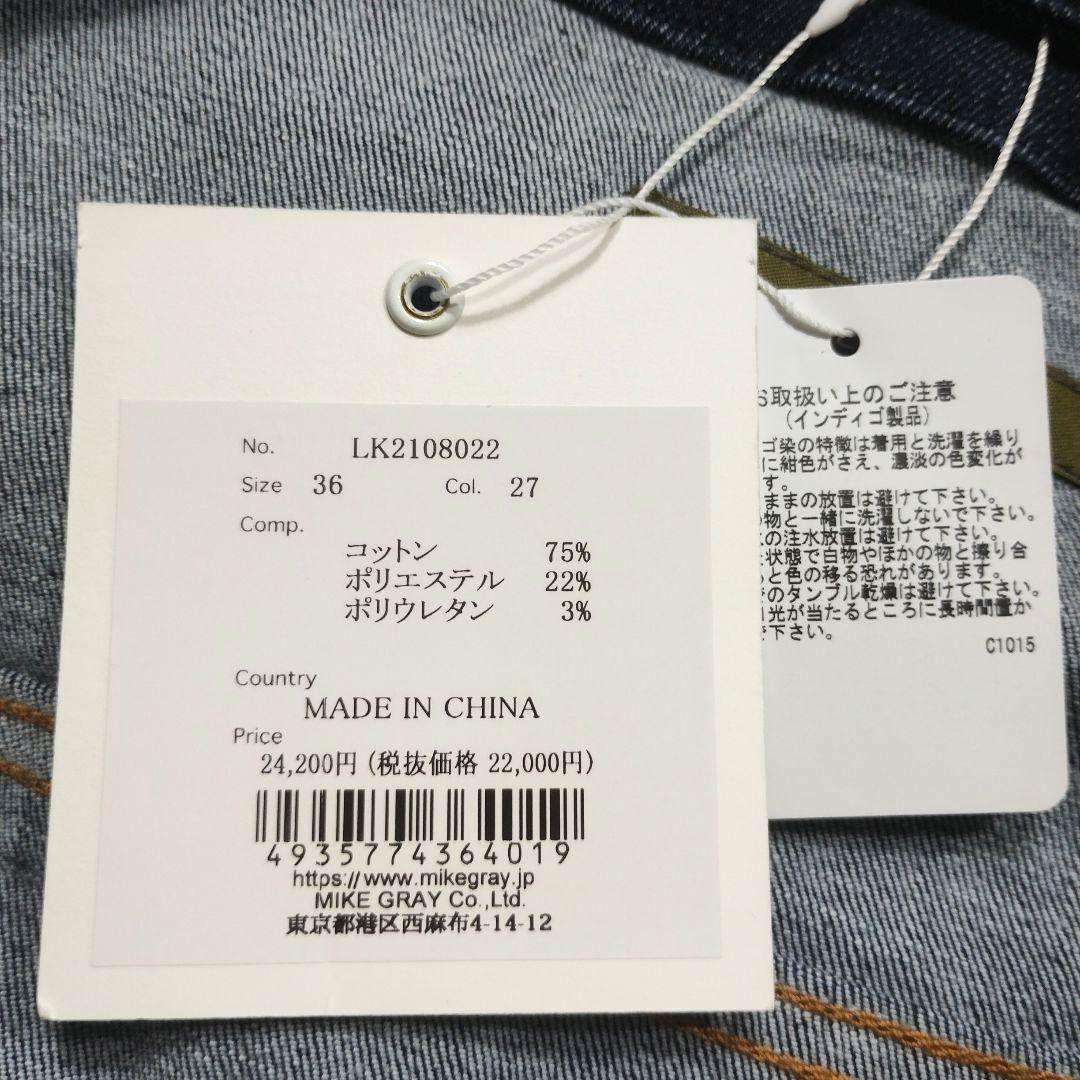 No. LK2108022
Size 36 Col. 27
Comp.
コットン 75%
ポリエステル 22%
ポリウレタン 3%
Country
MADE IN CHINA
Price
24,200円 (税抜価格 22,000円)
4935774364019
https://www.mikegray.jp
MIKE GRAY Co.,Ltd.
東京都港区西麻布4-14-12
お取扱い上のご注意
(インディゴ製品)
ゴ染の特徴は着用と洗濯を繰り
に紺色がさえ、濃淡の色変化が
す。
ままの放置は避けて下さい。
物と一緒に洗濯しないで下さい。
の注水放置は避けて下さい。
状態で白物やほかの物と擦り合
と色の移る恐れがあります。
でのタンブル乾燥は避けて下さい。
光が当たるところに長時間置か
で下さい。
C1015